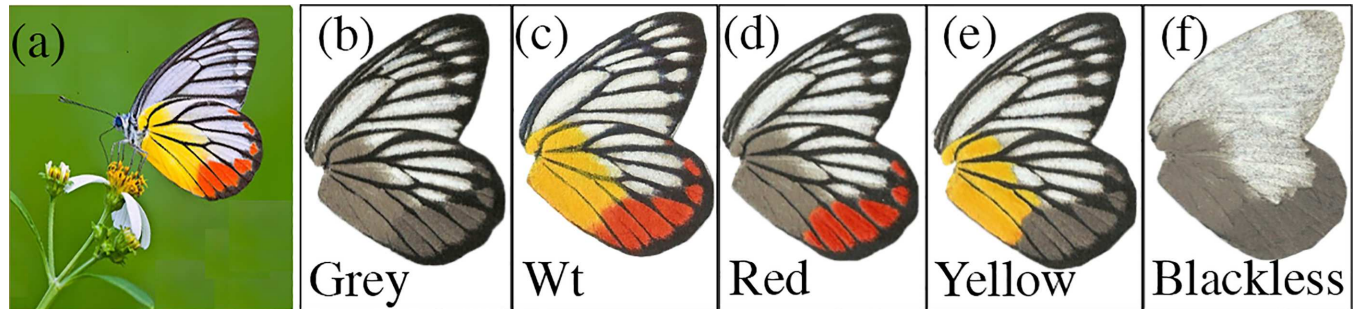 (a)
(b)
(c)
(d)
(e)
(f)
Grey
Wt
Red
Yellow
Blackless